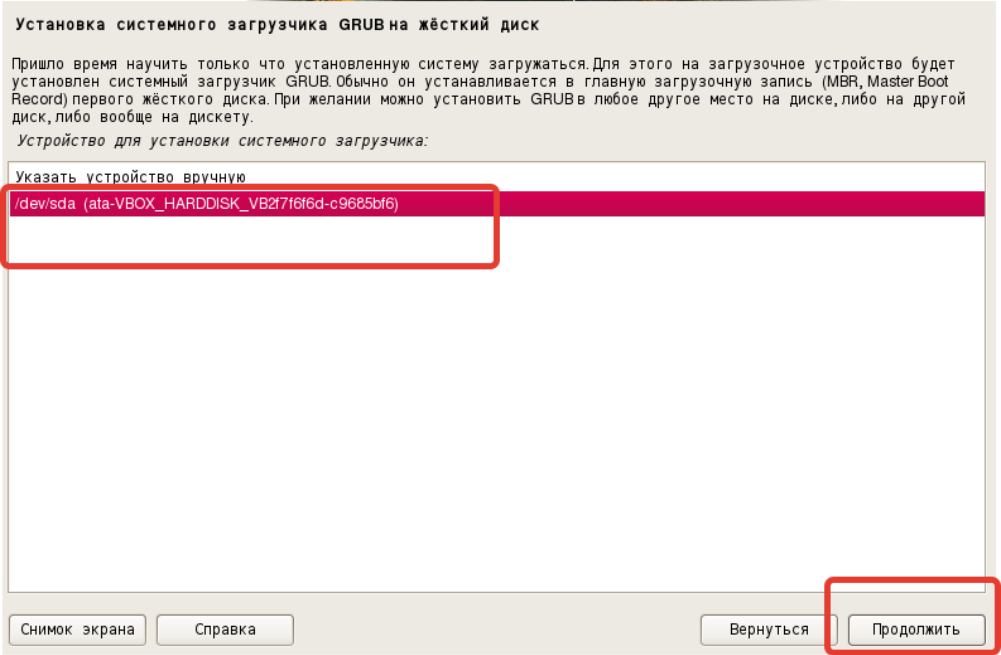 Установка системного загрузчика GRUB на жёсткий диск
Пришло время научить только что установленную систему загружаться. Для этого на загрузочное устройство будет
установлен системный загрузчик GRUB. Обычно он устанавливается в главную загрузочную запись (MBR, Master Boot
Record) первого жёсткого диска. При желании можно установить GRUB в любое другое место на диске, либо на другой
диск, либо вообще на дискету.
Устройство для установки системного загрузчика:
Указать устройство вручную
/dev/sda (ata-VBOX_HARDDISK_VB2f7f6f6d-c9685bf6)
Снимок экрана
Справка
Вернуться
Продолжить